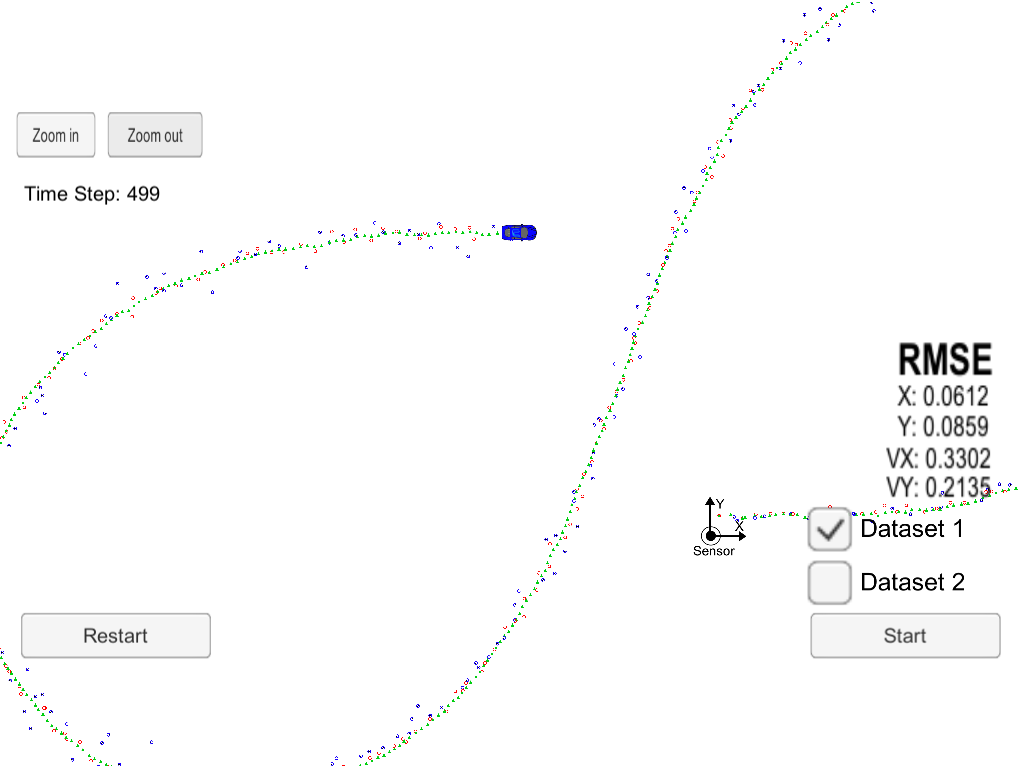 Zoom in
Zoom out
Time Step: 499
RMSE
X: 0.0612
Y: 0.0859
VX: 0.3302
VY: 0.2135
Y
X
Sensor
Dataset 1
Dataset 2
Restart
Start